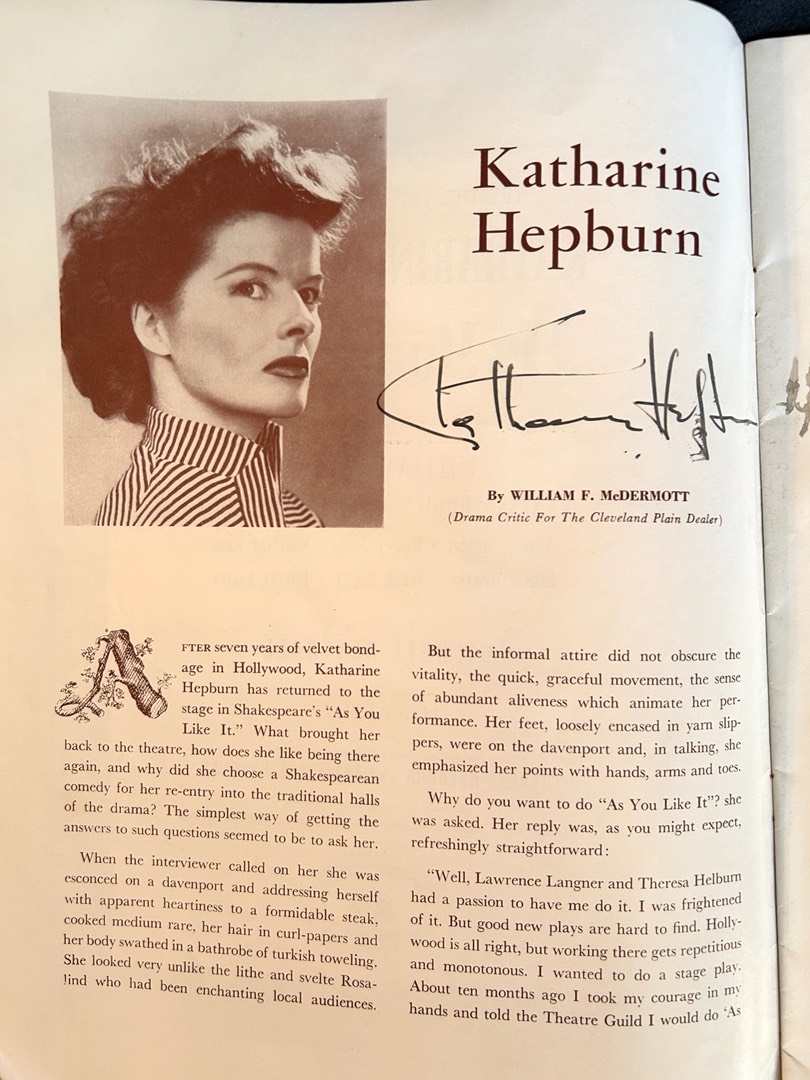 Katharine
Hepburn
Katharine Hepburn
By WILLIAM F. McDERMOTT
(Drama Critic For The Cleveland Plain Dealer)
AFTER seven years of velvet bond-
age in Hollywood, Katharine
Hepburn has returned to the
stage in Shakespeare's “As You
Like It.” What brought her
back to the theatre, how does she like being there
again, and why did she choose a Shakespearean
comedy for her re-entry into the traditional halls
of the drama? The simplest way of getting the
answers to such questions seemed to be to ask her.
When the interviewer called on her she was
esconced on a davenport and addressing herself
with apparent heartiness to a formidable steak,
cooked medium rare, her hair in curl-papers and
her body swathed in a bathrobe of turkish toweling.
She looked very unlike the lithe and svelte Rosa-
lind who had been enchanting local audiences.
But the informal attire did not obscure the
vitality, the quick, graceful movement, the sense
of abundant aliveness which animate her per-
formance. Her feet, loosely encased in yarn slip-
pers, were on the davenport and, in talking, she
emphasized her points with hands, arms and toes.
Why do you want to do “As You Like It”? she
was asked. Her reply was, as you might expect,
refreshingly straightforward:
“Well, Lawrence Langner and Theresa Helburn
had a passion to have me do it. I was frightened
of it. But good new plays are hard to find. Holly-
wood is all right, but working there gets repetitious
and monotonous. I wanted to do a stage play.
About ten months ago I took my courage in my
hands and told the Theatre Guild I would do ‘As